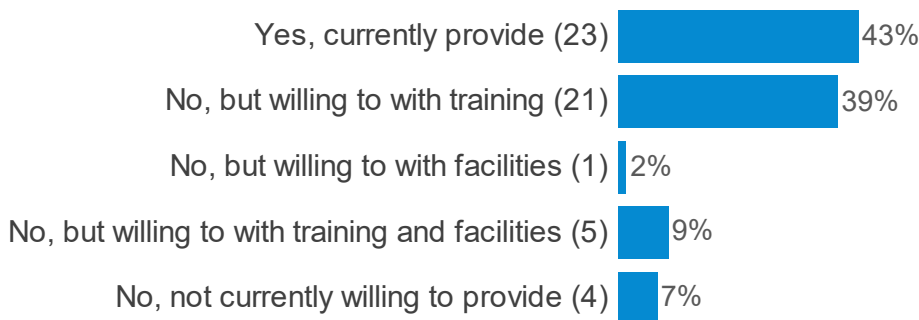 Yes, currently provide (23) 43%
No, but willing to with training (21) 39%
No, but willing to with facilities (1) 2%
No, but willing to with training and facilities (5) 9%
No, not currently willing to provide (4) 7%